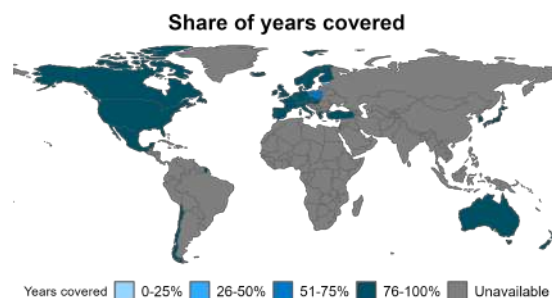 Share of years covered
Years covered 0-25% 26-50% 51-75% 76-100% Unavailable